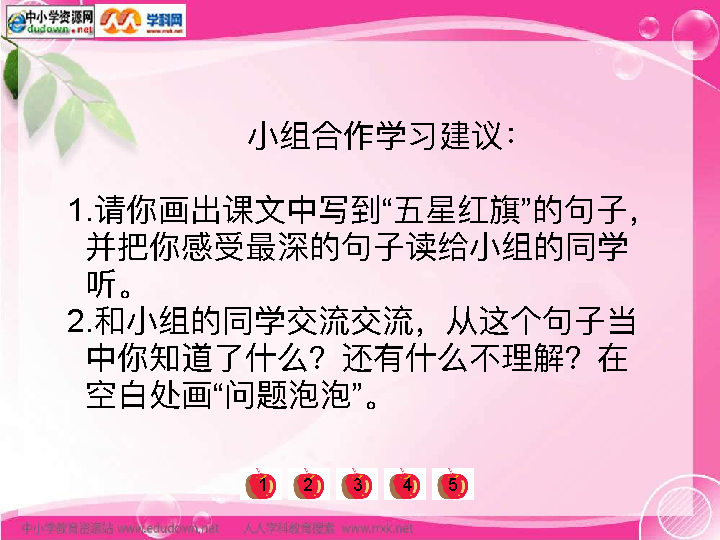 中小学资源网
dudown.net
学科网
www.nxk.net
小组合作学习建议：
1.请你画出课文中写到“五星红旗”的句子，
并把你感受最深的句子读给小组的同学
听。
2.和小组的同学交流交流，从这个句子当
中你知道了什么？还有什么不理解？在
空白处画“问题泡泡”。
1 2 3 4 5
中小学教育资源站 www.edudown.net 人人学科教育搜索 www.nxk.net